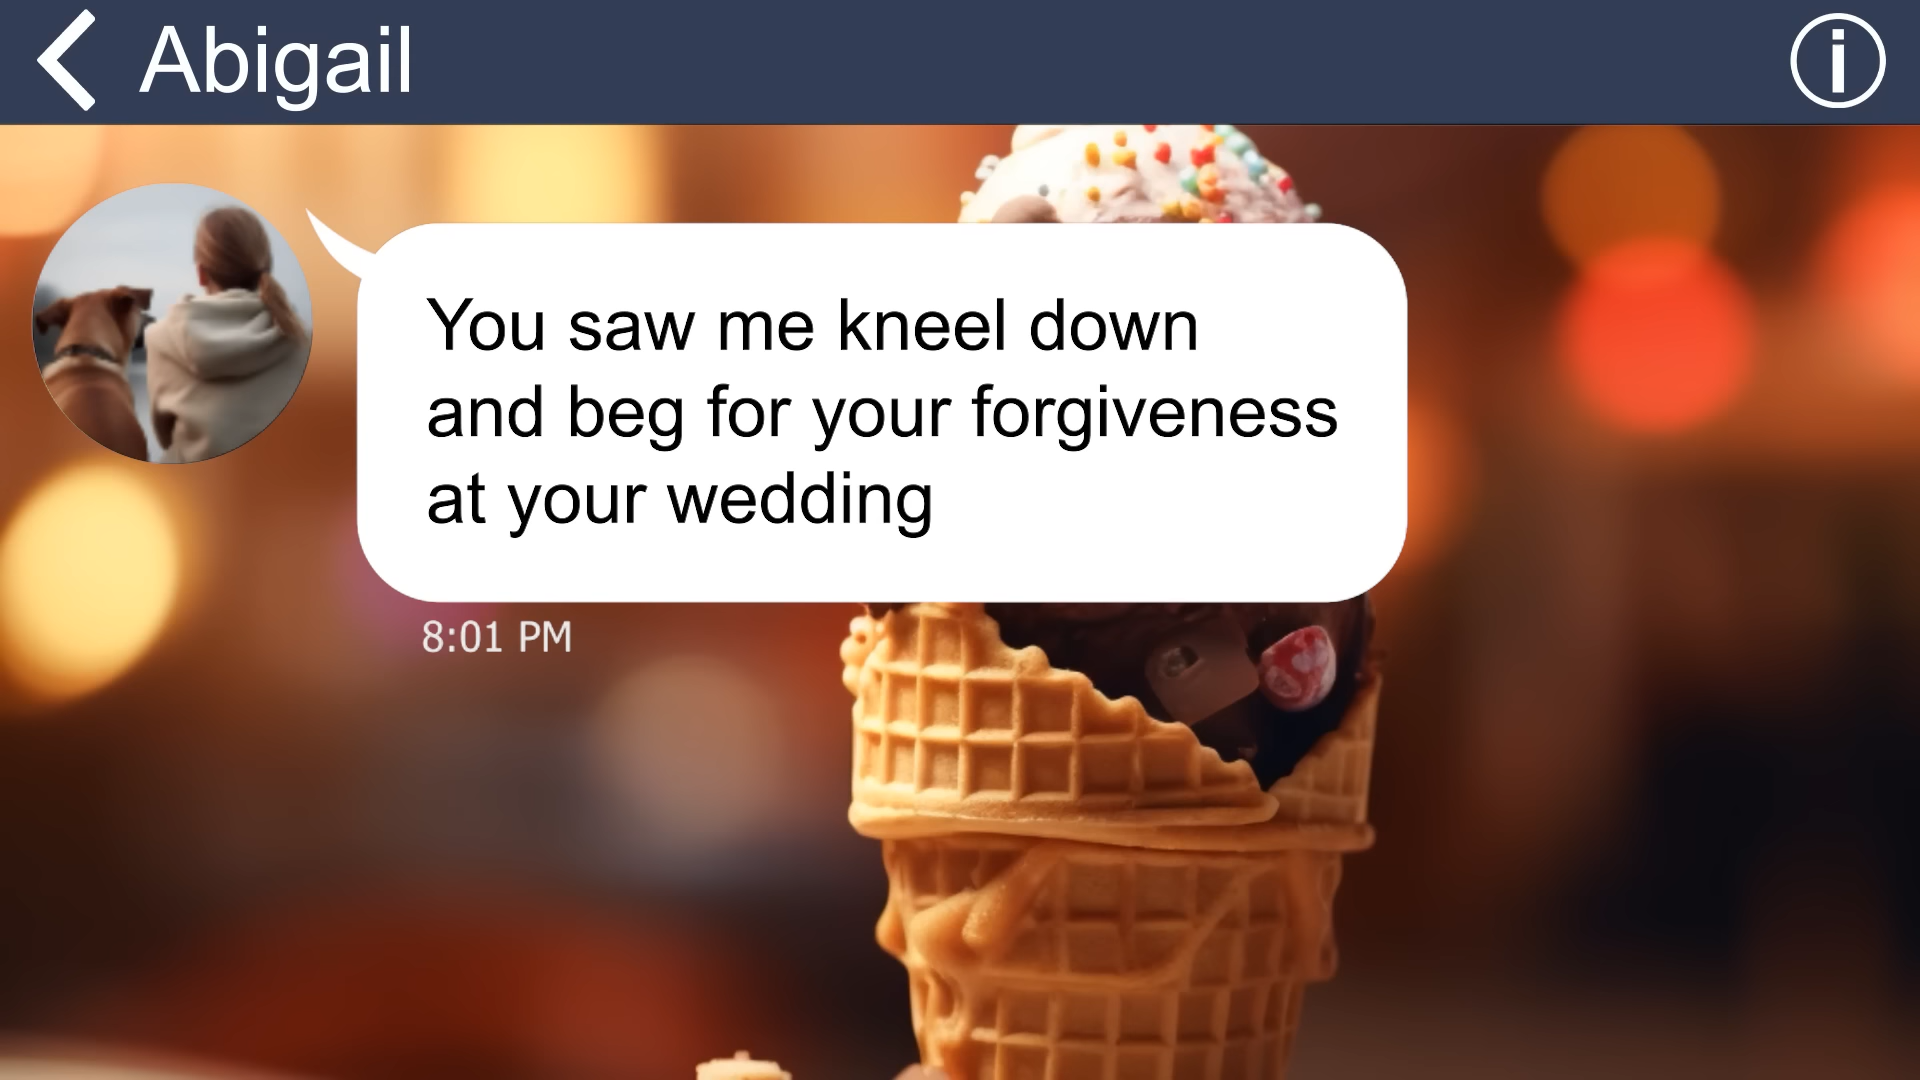 Abigail
You saw me kneel down
and beg for your forgiveness
at your wedding
8:01 PM